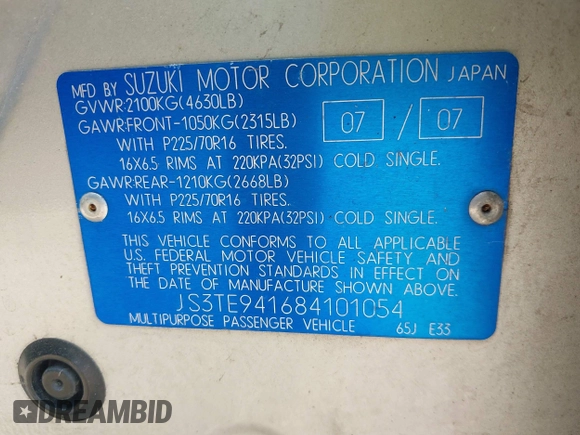 MFD BY SUZUKI MOTOR CORPORATION JAPAN
GVWR:2100KG(4630LB)
GAWR:FRONT-1050KG(2315LB) 07 / 07
WITH P225/70R16 TIRES.
16X6.5 RIMS AT 220KPA(32PSI) COLD SINGLE.
GAWR:REAR-1210KG(2668LB)
WITH P225/70R16 TIRES.
16X6.5 RIMS AT 220KPA(32PSI) COLD SINGLE.
THIS VEHICLE CONFORMS TO ALL APPLICABLE
U.S. FEDERAL MOTOR VEHICLE SAFETY AND
THEFT PREVENTION STANDARDS IN EFFECT ON
THE DATE OF MANUFACTURE SHOWN ABOVE.
JS3TE941684101054
MULTIPURPOSE PASSENGER VEHICLE 65J E33
DREAMBID